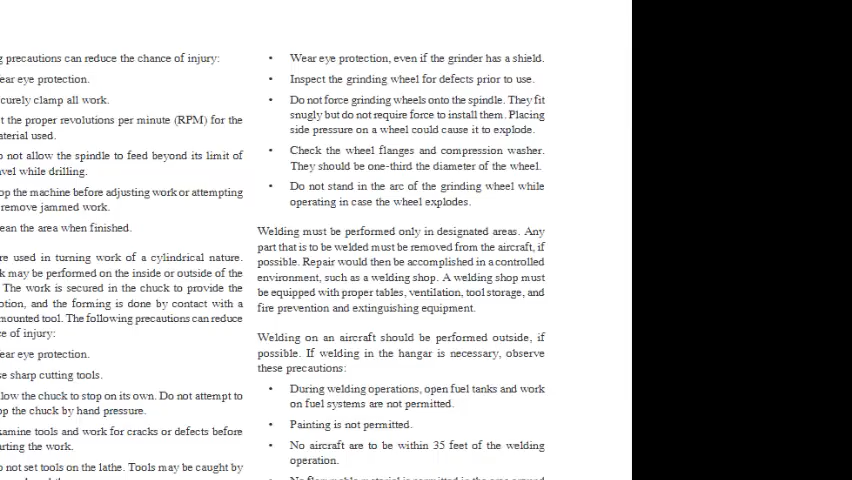 precautions can reduce the chance of injury:
eye protection.
clamp all work.
the proper revolutions per minute (RPM) for the
used.
not allow the spindle to feed beyond its limit of
while drilling.
the machine before adjusting work or attempting
remove jammed work.
the area when finished.
used in turning work of a cylindrical nature.
may be performed on the inside or outside of the
The work is secured in the chuck to provide the
and the forming is done by contact with a
mounted tool. The following precautions can reduce
of injury:
eye protection.
sharp cutting tools.
the chuck to stop on its own. Do not attempt to
the chuck by hand pressure.
tools and work for cracks or defects before
the work.
not set tools on the lathe. Tools may be caught by
• Wear eye protection, even if the grinder has a shield.
• Inspect the grinding wheel for defects prior to use.
• Do not force grinding wheels onto the spindle. They fit
snugly but do not require force to install them. Placing
side pressure on a wheel could cause it to explode.
• Check the wheel flanges and compression washer.
They should be one-third the diameter of the wheel.
• Do not stand in the arc of the grinding wheel while
operating in case the wheel explodes.
Welding must be performed only in designated areas. Any
part that is to be welded must be removed from the aircraft, if
possible. Repair would then be accomplished in a controlled
environment, such as a welding shop. A welding shop must
be equipped with proper tables, ventilation, tool storage, and
fire prevention and extinguishing equipment.
Welding on an aircraft should be performed outside, if
possible. If welding in the hangar is necessary, observe
these precautions:
• During welding operations, open fuel tanks and work
on fuel systems are not permitted.
• Painting is not permitted.
• No aircraft are to be within 35 feet of the welding
operation.